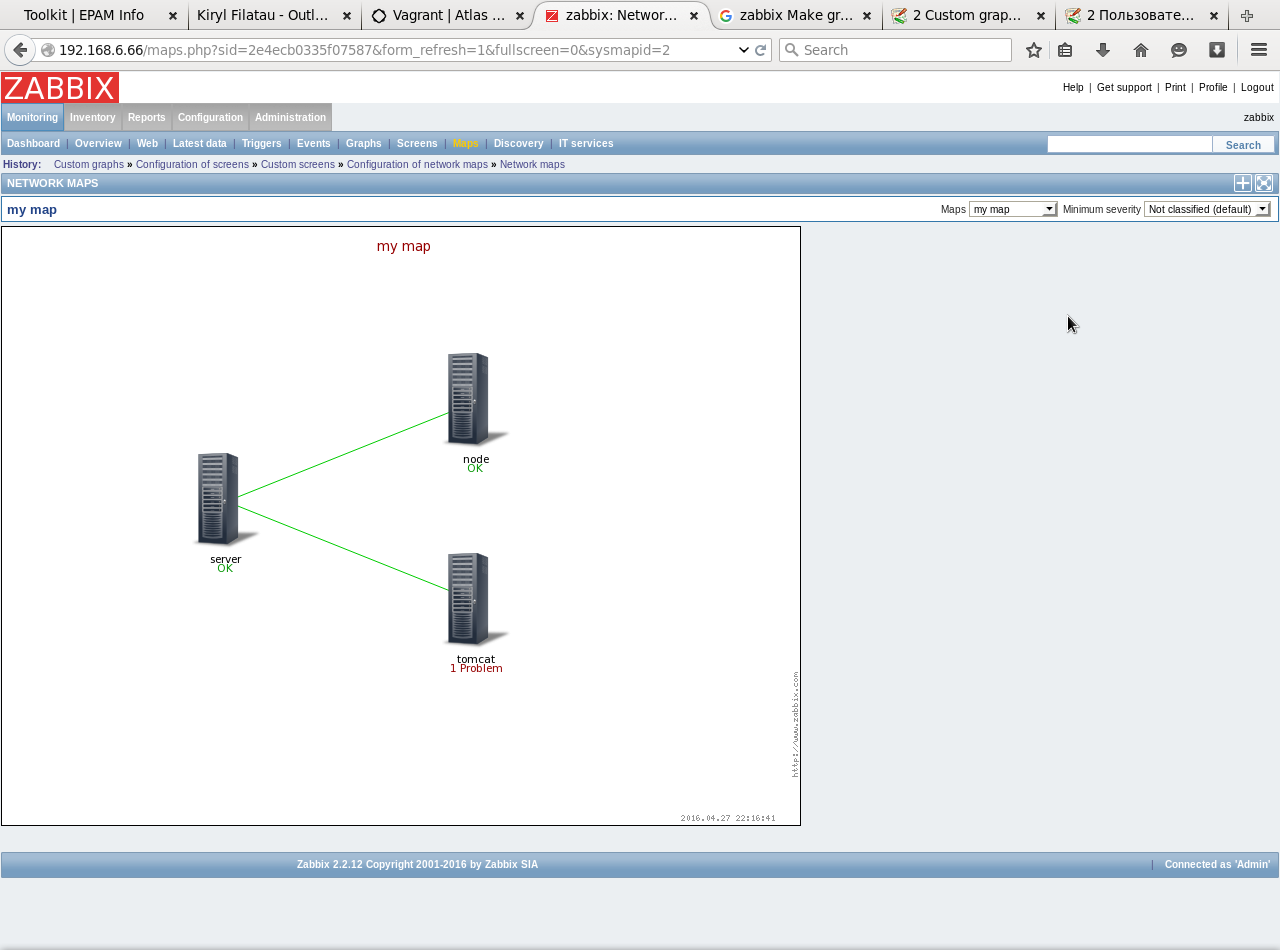 Toolkit | EPAM Info
Kiryl Filatau - Outl...
Vagrant | Atlas ...
zabbix: Networ...
zabbix Make gr...
2 Custom grap...
2 Пользовате...
192.168.6.66/maps.php?sid=2e4ecb0335f07587&form_refresh=1&fullscreen=0&sysmapid=2
Search
ZABBIX
Help | Get support | Print | Profile | Logout
Monitoring Inventory Reports Configuration Administration
zabbix
Dashboard | Overview | Web | Latest data | Triggers | Events | Graphs | Screens | Maps | Discovery | IT services
Search
History: Custom graphs » Configuration of screens » Custom screens » Configuration of network maps » Network maps
NETWORK MAPS
my map
Maps my map Minimum severity Not classified (default)
my map
node
OK
server
OK
tomcat
1 Problem
http://www.zabbix.com
2016.04.27 22:16:41
Zabbix 2.2.12 Copyright 2001-2016 by Zabbix SIA
| Connected as 'Admin'